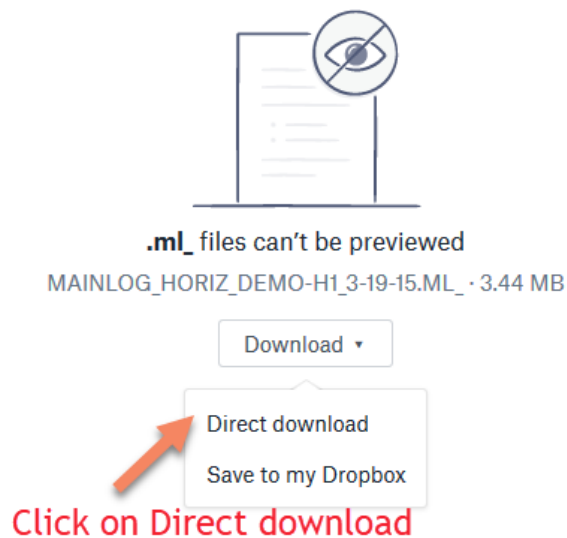 .ml_ files can't be previewed
MAINLOG_HORIZ_DEMO-H1_3-19-15.ML_ · 3.44 MB
Download ▾
Direct download
Save to my Dropbox
Click on Direct download